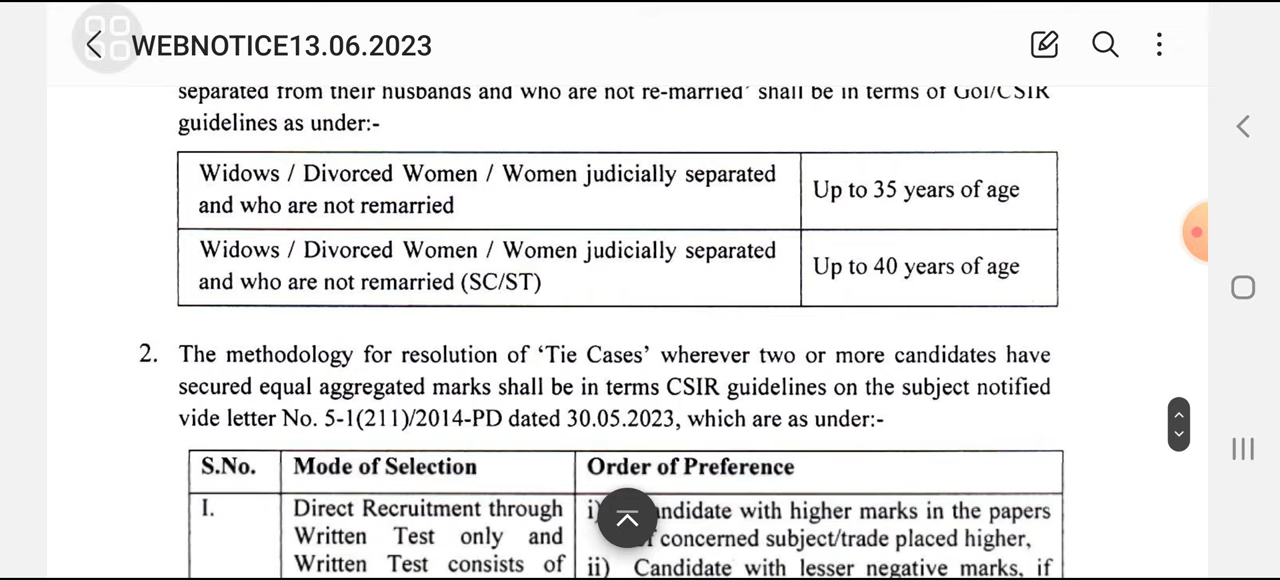 WEBNOTICE13.06.2023
separated from their husbands and who are not re-married' shall be in terms of GoI/CSIR
guidelines as under:-
Widows / Divorced Women / Women judicially separated
and who are not remarried
Up to 35 years of age
Widows / Divorced Women / Women judicially separated
and who are not remarried (SC/ST)
Up to 40 years of age
2. The methodology for resolution of 'Tie Cases' wherever two or more candidates have
secured equal aggregated marks shall be in terms CSIR guidelines on the subject notified
vide letter No. 5-1(211)/2014-PD dated 30.05.2023, which are as under:-
S.No. Mode of Selection Order of Preference
I. Direct Recruitment through
Written Test only and
Written Test consists of
i) andidate with higher marks in the papers
concerned subject/trade placed higher,
ii) Candidate with lesser negative marks, if